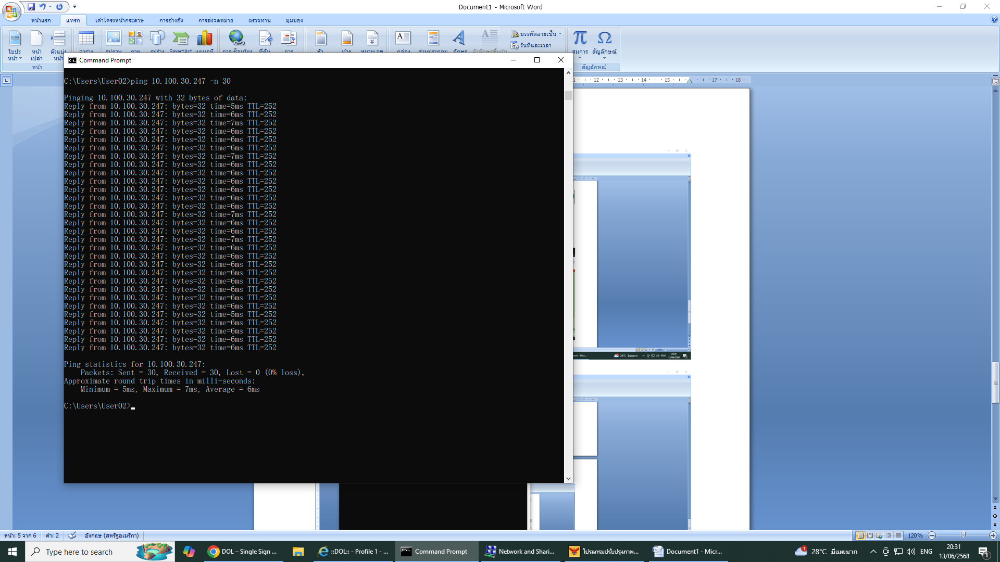 Document1 - Microsoft Word
หน้าแรก
แทรก
เค้าโครงหน้ากระดาษ
การอ้างอิง
การส่งจดหมาย
ตรวจทาน
มุมมอง
ใบปะ
หน้า
หน้า
เปล่า
SmartArt
บรรทัดลายเซ็น
วันที่และเวลา
สมการ
สัญลักษณ์
หน้า
สัญลักษณ์
Command Prompt
12 13 14 15 17 18
C:\Users\User02>ping 10.100.30.247 -n 30
Pinging 10.100.30.247 with 32 bytes of data:
Reply from 10.100.30.247: bytes=32 time=5ms TTL=252
Reply from 10.100.30.247: bytes=32 time=6ms TTL=252
Reply from 10.100.30.247: bytes=32 time=7ms TTL=252
Reply from 10.100.30.247: bytes=32 time=6ms TTL=252
Reply from 10.100.30.247: bytes=32 time=6ms TTL=252
Reply from 10.100.30.247: bytes=32 time=6ms TTL=252
Reply from 10.100.30.247: bytes=32 time=7ms TTL=252
Reply from 10.100.30.247: bytes=32 time=6ms TTL=252
Reply from 10.100.30.247: bytes=32 time=6ms TTL=252
Reply from 10.100.30.247: bytes=32 time=6ms TTL=252
Reply from 10.100.30.247: bytes=32 time=6ms TTL=252
Reply from 10.100.30.247: bytes=32 time=6ms TTL=252
Reply from 10.100.30.247: bytes=32 time=6ms TTL=252
Reply from 10.100.30.247: bytes=32 time=7ms TTL=252
Reply from 10.100.30.247: bytes=32 time=6ms TTL=252
Reply from 10.100.30.247: bytes=32 time=6ms TTL=252
Reply from 10.100.30.247: bytes=32 time=7ms TTL=252
Reply from 10.100.30.247: bytes=32 time=6ms TTL=252
Reply from 10.100.30.247: bytes=32 time=6ms TTL=252
Reply from 10.100.30.247: bytes=32 time=6ms TTL=252
Reply from 10.100.30.247: bytes=32 time=6ms TTL=252
Reply from 10.100.30.247: bytes=32 time=6ms TTL=252
Reply from 10.100.30.247: bytes=32 time=6ms TTL=252
Reply from 10.100.30.247: bytes=32 time=6ms TTL=252
Reply from 10.100.30.247: bytes=32 time=6ms TTL=252
Reply from 10.100.30.247: bytes=32 time=5ms TTL=252
Reply from 10.100.30.247: bytes=32 time=6ms TTL=252
Reply from 10.100.30.247: bytes=32 time=6ms TTL=252
Reply from 10.100.30.247: bytes=32 time=6ms TTL=252
Reply from 10.100.30.247: bytes=32 time=6ms TTL=252
Ping statistics for 10.100.30.247:
Packets: Sent = 30, Received = 30, Lost = 0 (0% loss),
Approximate round trip times in milli-seconds:
Minimum = 5ms, Maximum = 7ms, Average = 6ms
C:\Users\User02>
หน้า: 5 จาก 6
คำ: 2
อังกฤษ (สหรัฐอเมริกา)
120%
Type here to search
DOL – Single Sign ...
::DOL:: - Profile 1 - ...
Command Prompt
Network and Shari...
โปรแกรมปรับปรุงภาพ...
Document1 - Micr...
1
28°C มีเมฆมาก
ENG
20:31
13/06/2568
1